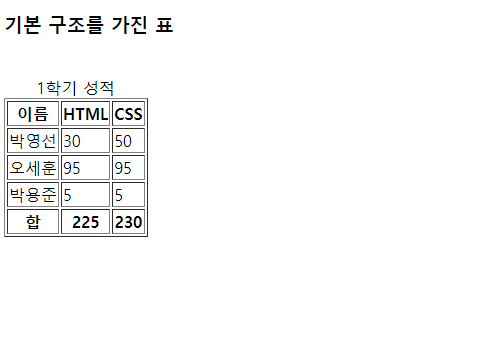 기본 구조를 가진 표
1학기 성적
이름 HTML CSS
박영선 30 50
오세훈 95 95
박용준 5 5
합 225 230